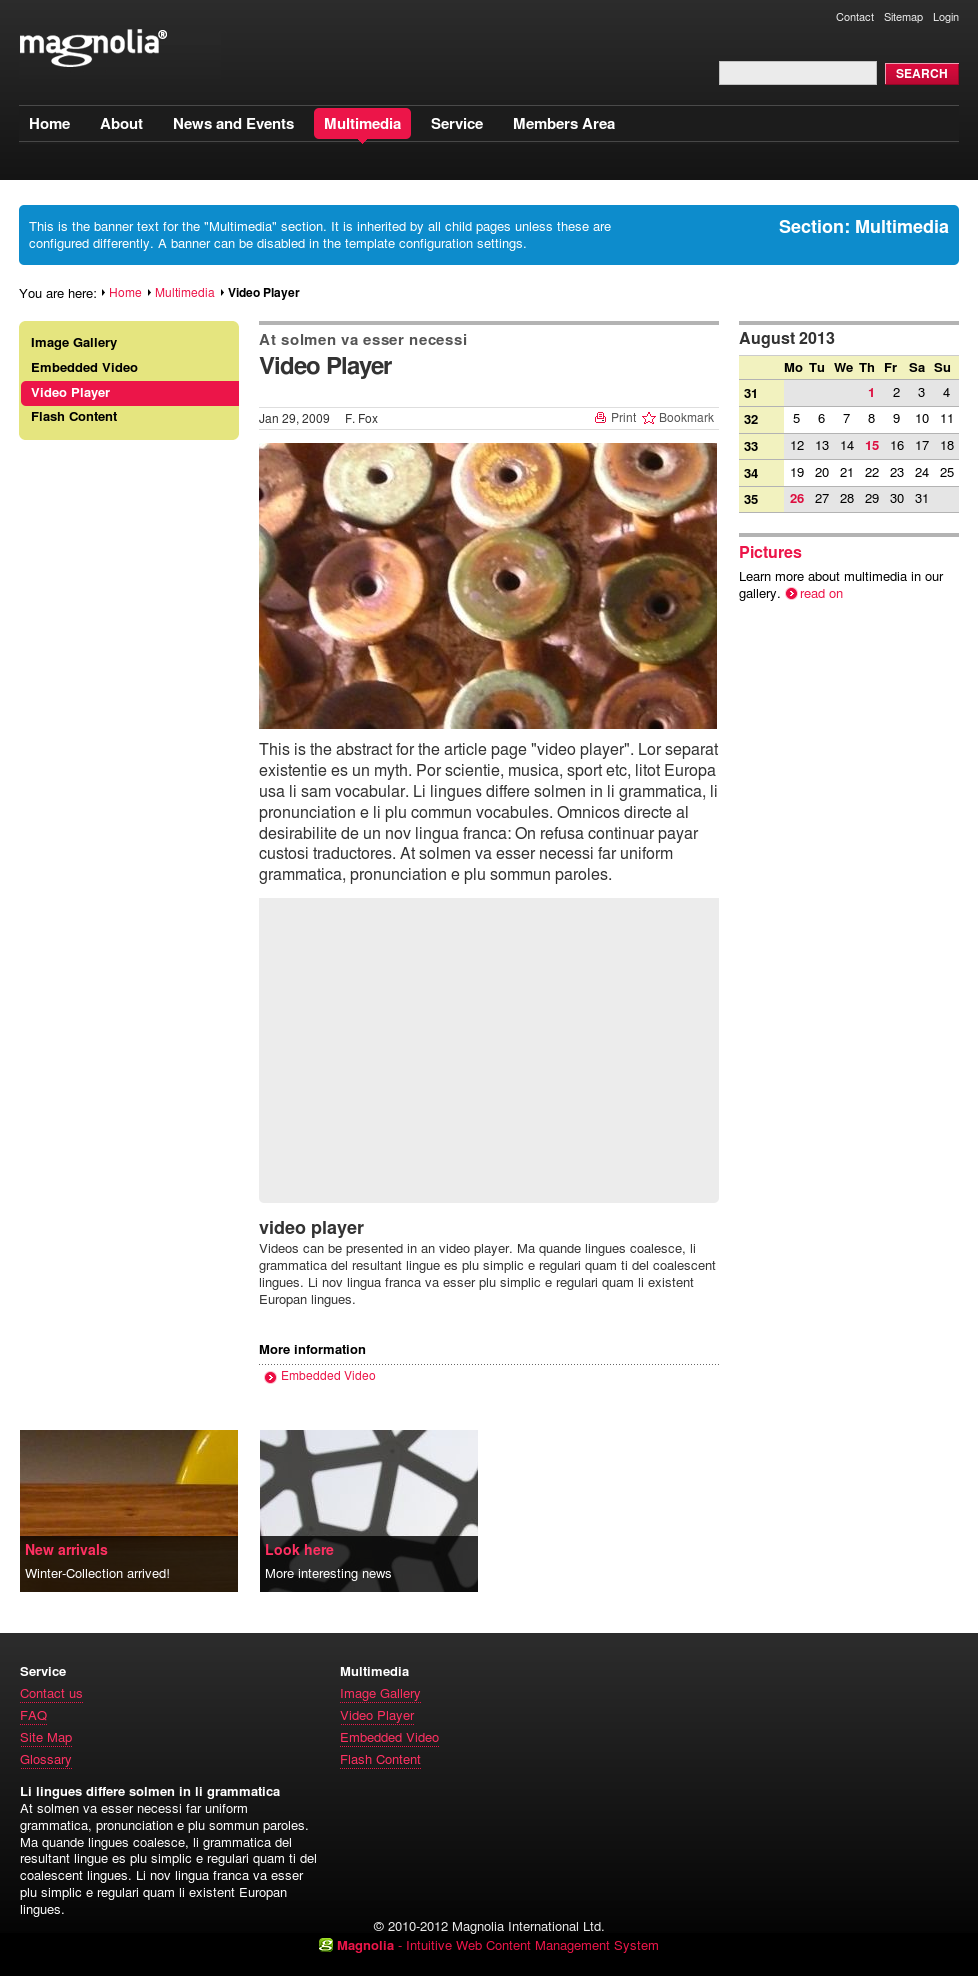 Contact Sitemap Login
magnolia®
SEARCH
Home About News and Events Multimedia Service Members Area
This is the banner text for the "Multimedia" section. It is inherited by all child pages unless these are
configured differently. A banner can be disabled in the template configuration settings.
Section: Multimedia
You are here: Home Multimedia Video Player
Image Gallery
Embedded Video
Video Player
Flash Content
At solmen va esser necessi
Video Player
Jan 29, 2009 F. Fox Print Bookmark
This is the abstract for the article page "video player". Lor separat
existentie es un myth. Por scientie, musica, sport etc, litot Europa
usa li sam vocabular. Li lingues differe solmen in li grammatica, li
pronunciation e li plu commun vocabules. Omnicos directe al
desirabilite de un nov lingua franca: On refusa continuar payar
custosi traductores. At solmen va esser necessi far uniform
grammatica, pronunciation e plu sommun paroles.
video player
Videos can be presented in an video player. Ma quande lingues coalesce, li
grammatica del resultant lingue es plu simplic e regulari quam ti del coalescent
lingues. Li nov lingua franca va esser plu simplic e regulari quam li existent
Europan lingues.
More information
Embedded Video
August 2013
Mo Tu We Th Fr Sa Su
31 1 2 3 4
32 5 6 7 8 9 10 11
33 12 13 14 15 16 17 18
34 19 20 21 22 23 24 25
35 26 27 28 29 30 31
Pictures
Learn more about multimedia in our
gallery. read on
New arrivals
Winter-Collection arrived!
Look here
More interesting news
Service
Contact us
FAQ
Site Map
Glossary
Multimedia
Image Gallery
Video Player
Embedded Video
Flash Content
Li lingues differe solmen in li grammatica
At solmen va esser necessi far uniform
grammatica, pronunciation e plu sommun paroles.
Ma quande lingues coalesce, li grammatica del
resultant lingue es plu simplic e regulari quam ti del
coalescent lingues. Li nov lingua franca va esser
plu simplic e regulari quam li existent Europan
lingues.
© 2010-2012 Magnolia International Ltd.
Magnolia - Intuitive Web Content Management System